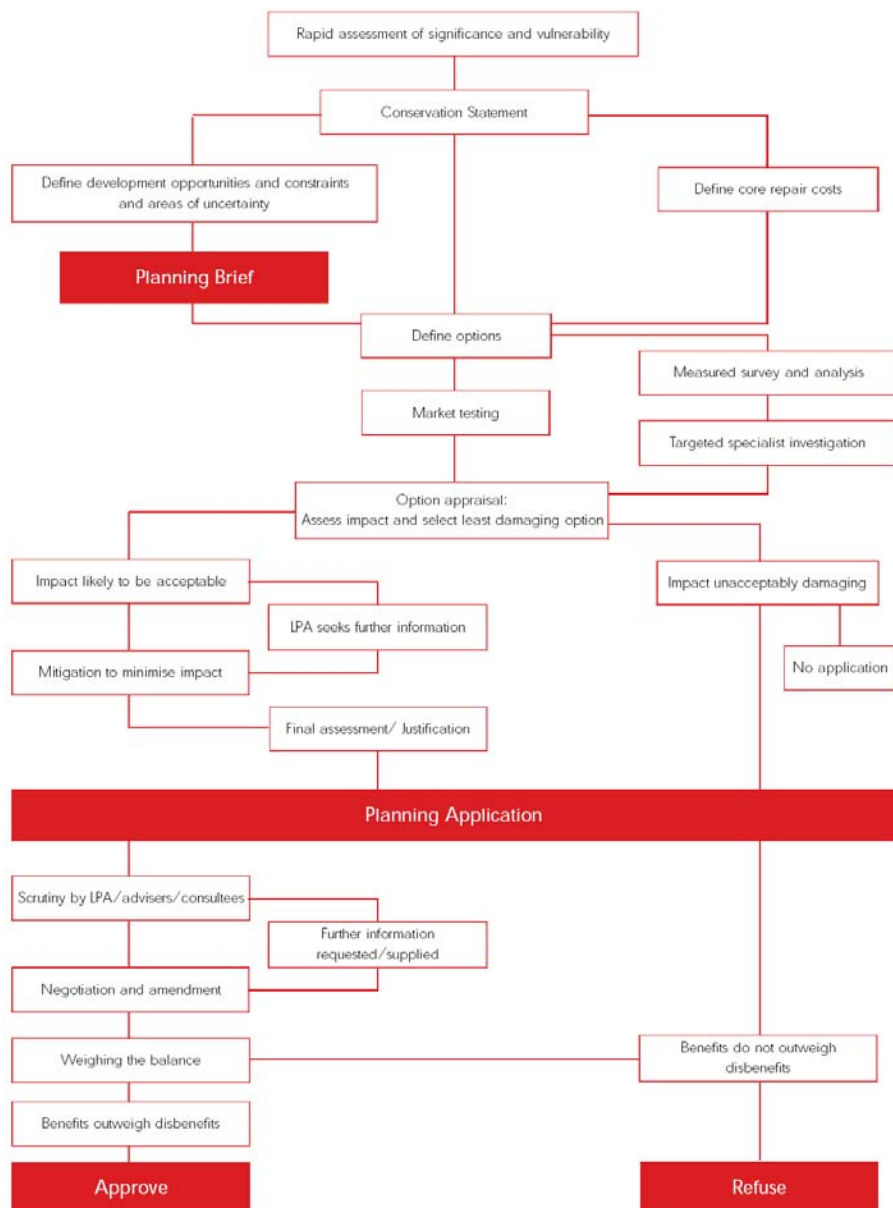 Rapid assessment of significance and vulnerability
Conservation Statement
Define development opportunities and constraints
and areas of uncertainty
Define core repair costs
Planning Brief
Define options
Measured survey and analysis
Market testing
Targeted specialist investigation
Option appraisal:
Assess impact and select least damaging option
Impact likely to be acceptable
Impact unacceptably damaging
LPA seeks further information
No application
Mitigation to minimise impact
Final assessment/ Justification
Planning Application
Scrutiny by LPA/advisers/consultees
Further information
requested/supplied
Negotiation and amendment
Weighing the balance
Benefits do not outweigh
disbenefits
Benefits outweigh disbenefits
Approve
Refuse